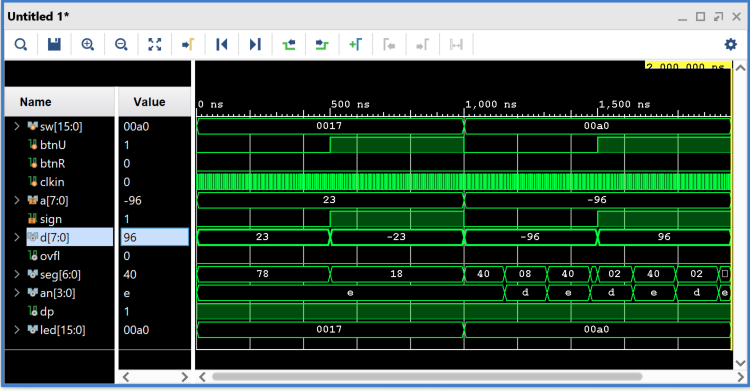 Untitled 1*
2,000.000 ns
Name Value
0 ns 500 ns 1,000 ns 1,500 ns
sw[15:0] 00a0 0017 00a0
btnU 1
btnR 0
clkin 0
a[7:0] -96 23 -96
sign 1
d[7:0] 96 23 -23 -96 96
ovfl 0
seg[6:0] 40 78 18 40 08 40 02 40 02
an[3:0] e e d e d e d e
dp 1
led[15:0] 00a0 0017 00a0